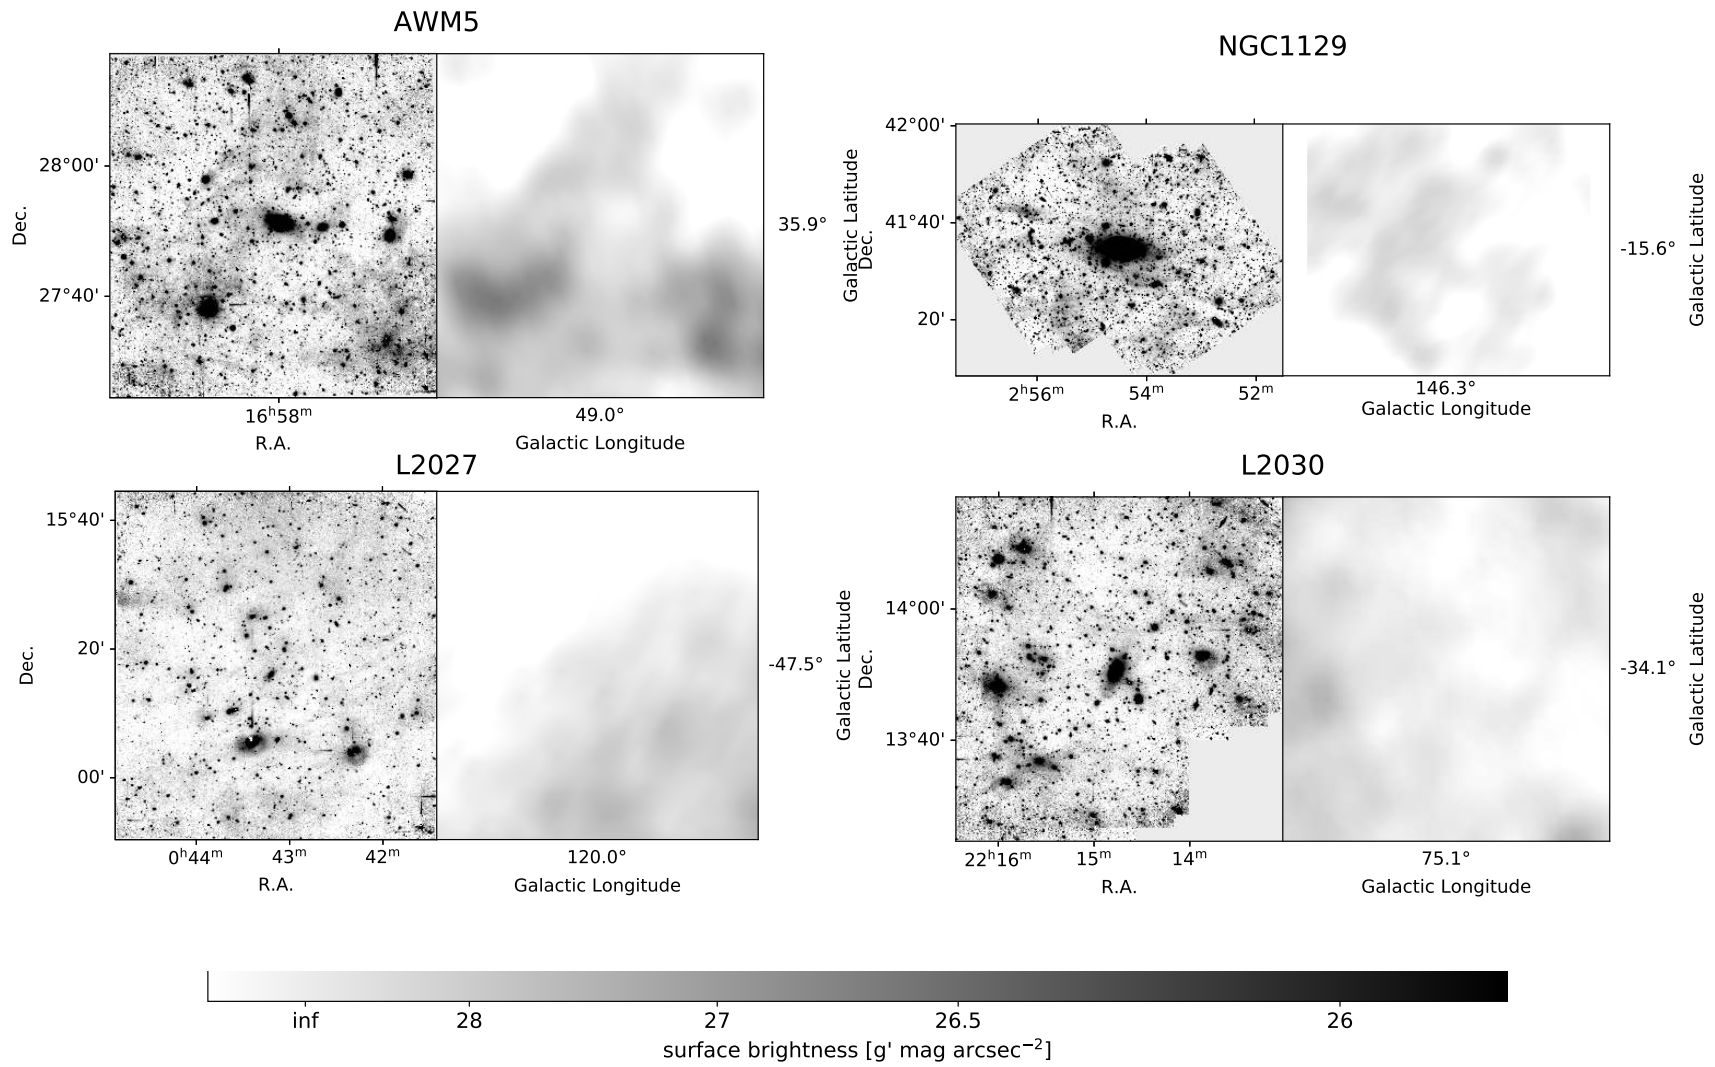 AWM5
NGC1129
28°00'
27°40'
Dec.
16ʰ58ᵐ
R.A.
49.0°
Galactic Longitude
35.9°
Galactic Latitude
42°00'
41°40'
20'
Dec.
2ʰ56ᵐ 54ᵐ 52ᵐ
R.A.
146.3°
Galactic Longitude
-15.6°
Galactic Latitude
L2027
L2030
15°40'
20'
00'
Dec.
0ʰ44ᵐ 43ᵐ 42ᵐ
R.A.
120.0°
Galactic Longitude
-47.5°
Galactic Latitude
14°00'
13°40'
Dec.
22ʰ16ᵐ 15ᵐ 14ᵐ
R.A.
75.1°
Galactic Longitude
-34.1°
Galactic Latitude
inf 28 27 26.5 26
surface brightness [g' mag arcsec⁻²]